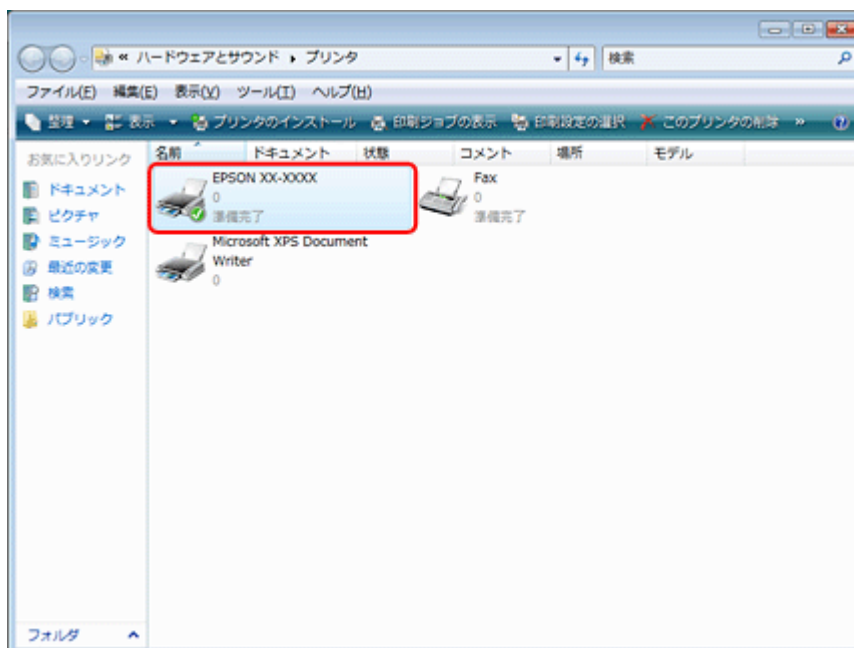 « ハードウェアとサウンド ▸ プリンタ 検索
ファイル(F) 編集(E) 表示(V) ツール(T) ヘルプ(H)
整理 表示 プリンタのインストール 印刷ジョブの表示 印刷設定の選択 このプリンタの削除 »
お気に入りリンク
ドキュメント
ピクチャ
ミュージック
最近の変更
検索
パブリック
フォルダ
名前 ドキュメント 状態 コメント 場所 モデル
EPSON XX-XXXX
0
準備完了
Fax
0
準備完了
Microsoft XPS Document
Writer
0